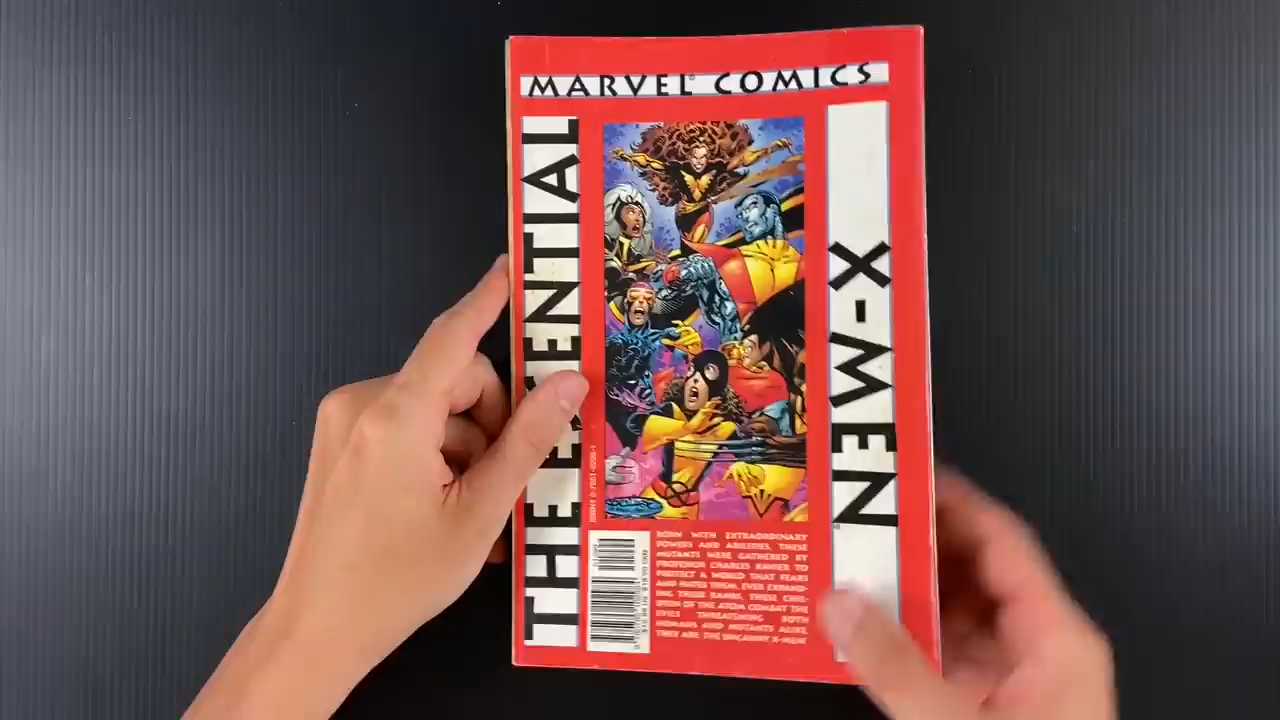 MARVEL® COMICS
THE ESSENTIAL
X-MEN
BORN WITH EXTRAORDINARY
POWERS AND ABILITIES, THESE
MUTANTS WERE GATHERED BY
PROFESSOR CHARLES XAVIER TO
PROTECT A WORLD THAT FEARS
AND HATES THEM. EVER EXPAND-
ING THEIR RANKS, THESE CHIL-
DREN OF THE ATOM COMBAT THE
EVILS THREATENING BOTH
HUMANS AND MUTANTS ALIKE.
THEY ARE THE UNCANNY X-MEN!